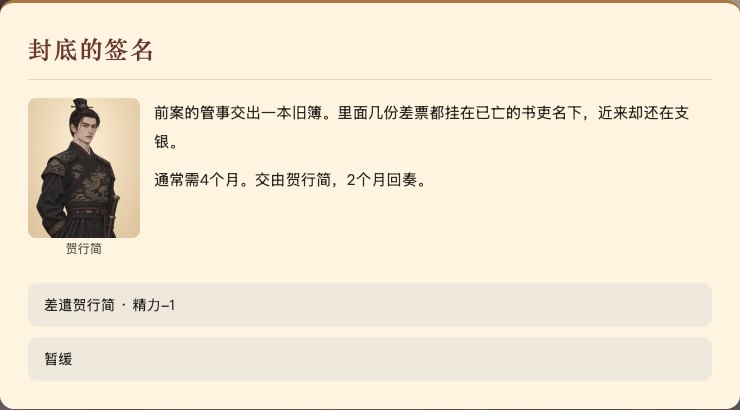 封底的签名
前案的管事交出一本旧簿。里面几份差票都挂在已亡的书吏名下，近来却还在支
银。
通常需4个月。交由贺行简，2个月回奏。
贺行简
差遣贺行简 · 精力-1
暂缓